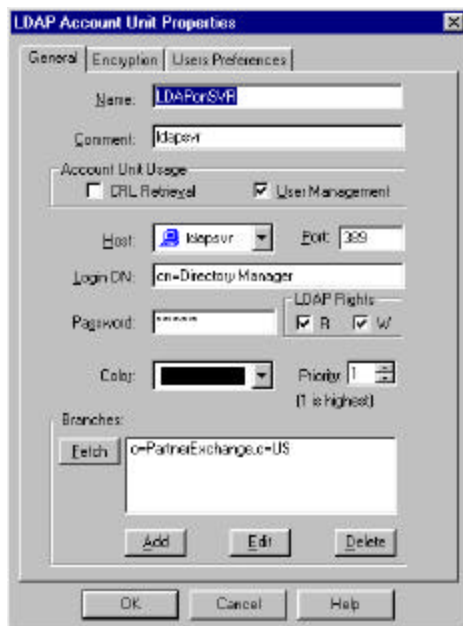 LDAP Account Unit Properties
General Encryption Users Preferences
Name: LDAPonSVR
Comment: ldapsvr
Account Unit Usage
CRL Retrieval User Management
Host: ldapsvr Port: 389
Login DN: cn=Directory Manager
LDAP Rights
Password: ****** R W
Color: Priority: 1
(1 is highest)
Branches:
Fetch o=PartnerExchange,c=US
Add Edit Delete
OK Cancel Help